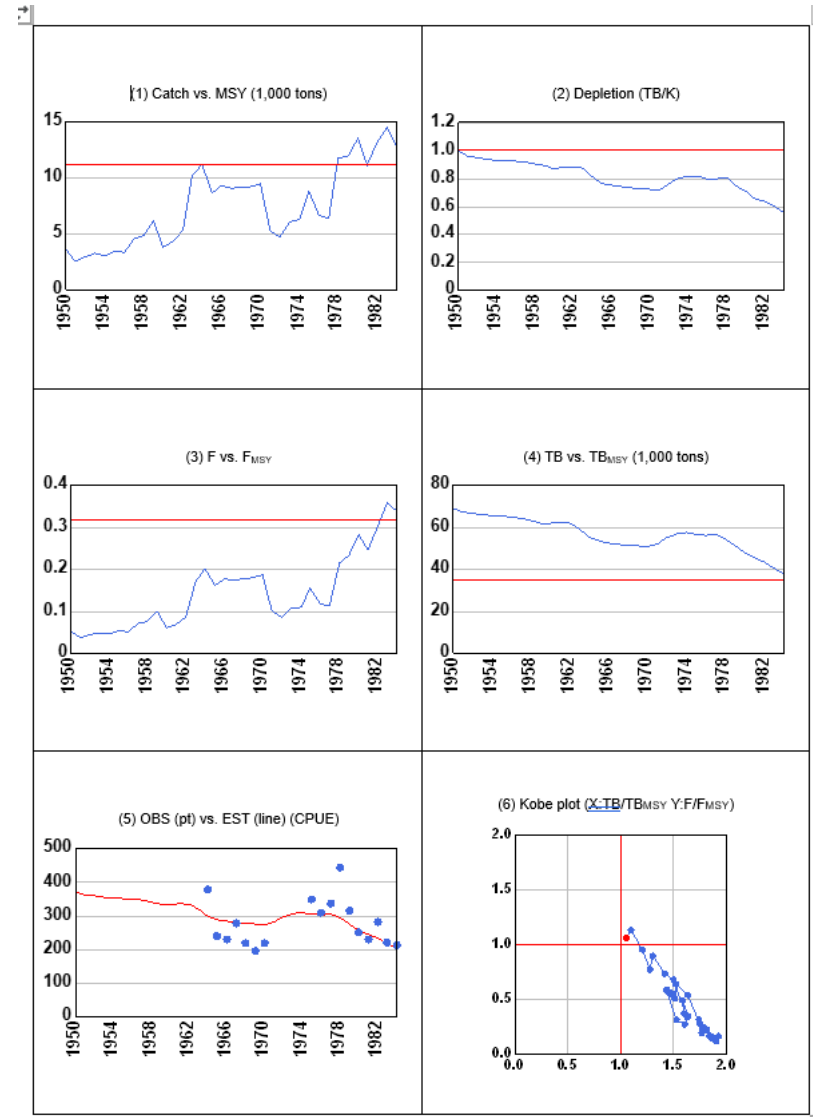 (1) Catch vs. MSY (1,000 tons)
15
10
5
0
1950 1954 1958 1962 1966 1970 1974 1978 1982
(2) Depletion (TB/K)
1.2
1.0
0.8
0.6
0.4
0.2
0
1950 1954 1958 1962 1966 1970 1974 1978 1982
(3) F vs. FMSY
0.4
0.3
0.2
0.1
0
1950 1954 1958 1962 1966 1970 1974 1978 1982
(4) TB vs. TBMSY (1,000 tons)
80
60
40
20
0
1950 1954 1958 1962 1966 1970 1974 1978 1982
(5) OBS (pt) vs. EST (line) (CPUE)
500
400
300
200
100
0
1950 1954 1958 1962 1966 1970 1974 1978 1982
(6) Kobe plot (X:TB/TBMSY Y:F/FMSY)
2.0
1.5
1.0
0.5
0.0
0.0 0.5 1.0 1.5 2.0